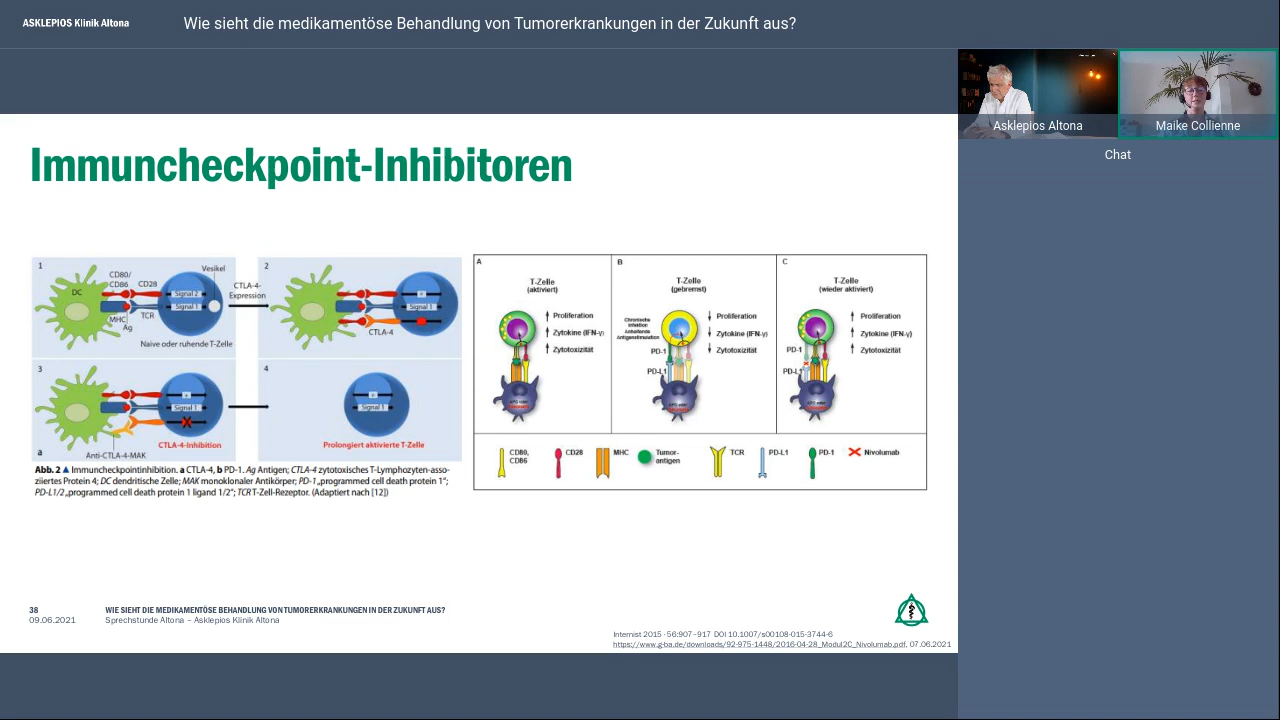 ASKLEPIOS Klinik Altona
Wie sieht die medikamentöse Behandlung von Tumorerkrankungen in der Zukunft aus?
Asklepios Altona
Maike Collienne
Chat
Immuncheckpoint-Inhibitoren
1
DC
CD80/
CD86
CD28
Vesikel
Signal 2
Signal 1
MHC
Ag
TCR
Naive oder ruhende T-Zelle
CTLA-4-
Expression
2
Signal 1
CTLA-4
3
Signal 1
CTLA-4-Inhibition
a
Anti-CTLA-4-MAK
4
Signal 1
Prolongiert aktivierte T-Zelle
Abb. 2 ▲ Immuncheckpointinhibition. a CTLA-4, b PD-1. Ag Antigen; CTLA-4 zytotoxisches T-Lymphozyten-asso-
ziiertes Protein 4; DC dendritische Zelle; MAK monoklonaler Antikörper; PD-1 „programmed cell death protein 1“;
PD-L1/2 „programmed cell death protein 1 ligand 1/2“; TCR T-Zell-Rezeptor. (Adaptiert nach [12])
A
T-Zelle
(aktiviert)
Proliferation
Zytokine (IFN-γ)
Zytotoxizität
B
T-Zelle
(gebremst)
Chronische
Infektion
Anhaltende
Antigenstimulation
PD-1
PD-L1
Proliferation
Zytokine (IFN-γ)
Zytotoxizität
C
T-Zelle
(wieder aktiviert)
PD-1
PD-L1
Proliferation
Zytokine (IFN-γ)
Zytotoxizität
CD80,
CD86
CD28
MHC
Tumor-
antigen
TCR
PD-L1
PD-1
Nivolumab
38
WIE SIEHT DIE MEDIKAMENTÖSE BEHANDLUNG VON TUMORERKRANKUNGEN IN DER ZUKUNFT AUS?
09.06.2021
Sprechstunde Altona – Asklepios Klinik Altona
Internist 2015 · 56:907–917 DOI 10.1007/s00108-015-3744-6
https://www.g-ba.de/downloads/92-975-1448/2016-04-28_Modul2C_Nivolumab.pdf, 07.06.2021